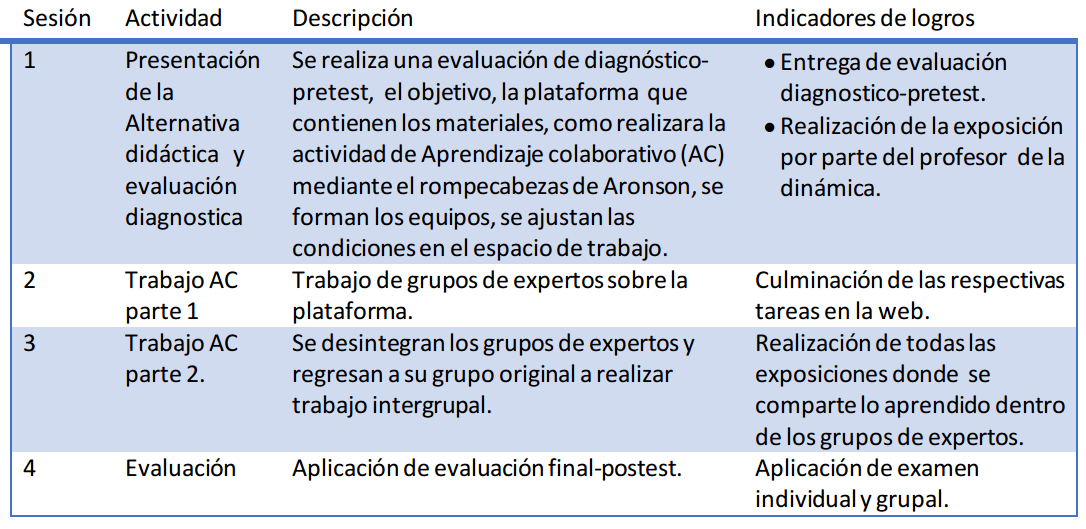 Sesión Actividad Descripción Indicadores de logros
1 Presentación de la Alternativa didáctica y evaluación diagnostica Se realiza una evaluación de diagnóstico-pretest, el objetivo, la plataforma que contienen los materiales, como realizara la actividad de Aprendizaje colaborativo (AC) mediante el rompecabezas de Aronson, se forman los equipos, se ajustan las condiciones en el espacio de trabajo. • Entrega de evaluación diagnostico-pretest. • Realización de la exposición por parte del profesor de la dinámica.
2 Trabajo AC parte 1 Trabajo de grupos de expertos sobre la plataforma. Culminación de las respectivas tareas en la web.
3 Trabajo AC parte 2. Se desintegran los grupos de expertos y regresan a su grupo original a realizar trabajo intergrupal. Realización de todas las exposiciones donde se comparte lo aprendido dentro de los grupos de expertos.
4 Evaluación Aplicación de evaluación final-postest. Aplicación de examen individual y grupal.